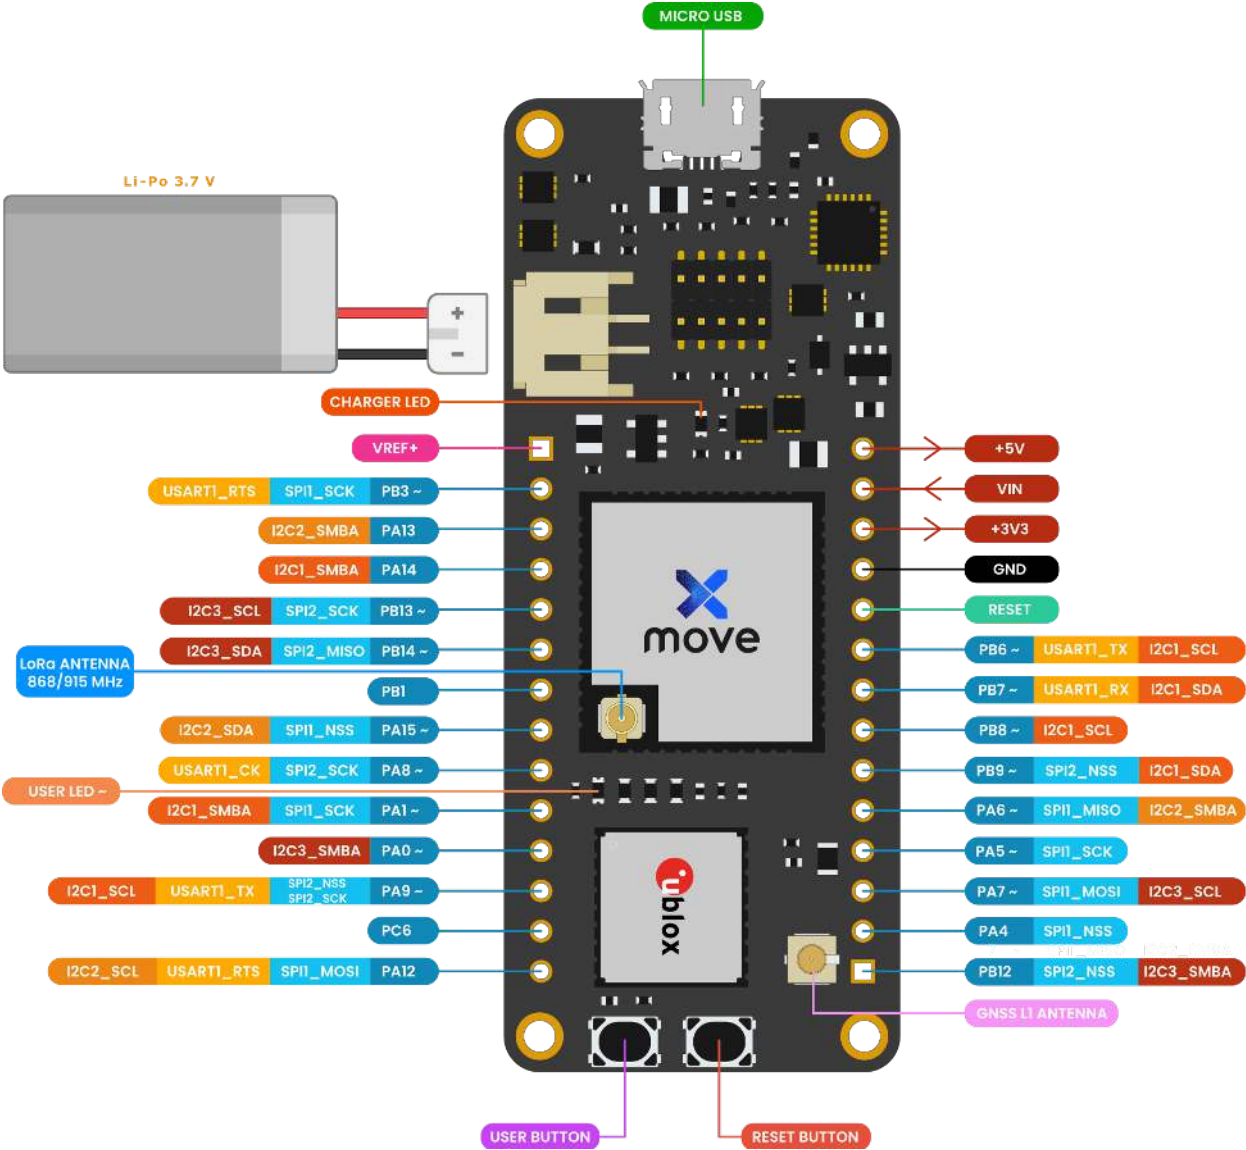 MICRO USB
Li-Po 3.7 V
+
-
CHARGER LED
VREF+
+5V
USART1_RTS SPI1_SCK PB3 ~
VIN
I2C2_SMBA PA13
+3V3
I2C1_SMBA PA14
GND
I2C3_SCL SPI2_SCK PB13 ~
RESET
I2C3_SDA SPI2_MISO PB14 ~
PB6 ~ USART1_TX I2C1_SCL
move
LoRa ANTENNA
868/915 MHz
PB1
PB7 ~ USART1_RX I2C1_SDA
I2C2_SDA SPI1_NSS PA15 ~
PB8 ~ I2C1_SCL
USART1_CK SPI2_SCK PA8 ~
PB9 ~ SPI2_NSS I2C1_SDA
USER LED ~
I2C1_SMBA SPI1_SCK PA1 ~
PA6 ~ SPI1_MISO I2C2_SMBA
I2C3_SMBA PA0 ~
PA5 ~ SPI1_SCK
I2C1_SCL USART1_TX SPI2_NSS SPI2_SCK PA9 ~
PA7 ~ SPI1_MOSI I2C3_SCL
ublox
PC6
PA4 SPI1_NSS
I2C2_SCL USART1_RTS SPI1_MOSI PA12
PB12 SPI2_NSS I2C3_SMBA
GNSS L1 ANTENNA
USER BUTTON
RESET BUTTON